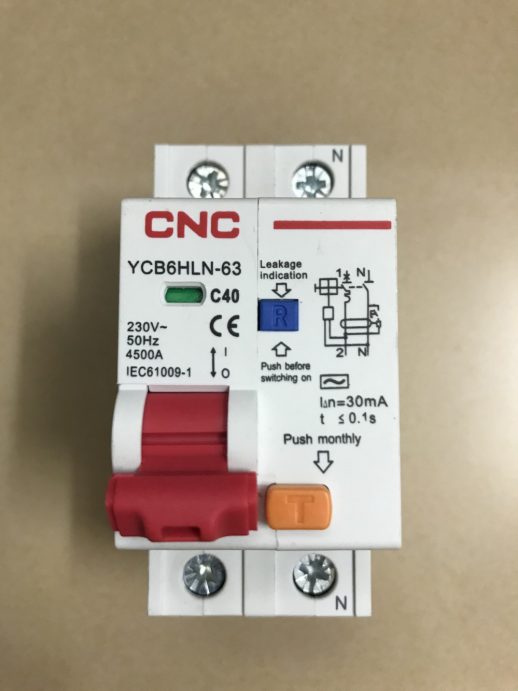 N
CNC
YCB6HLN-63
C40
230V~
50Hz
4500A
IEC61009-1
CE
I
O
Leakage
indication
R
Push before
switching on
1 N
2 N
I∆n=30mA
t ≤0.1s
Push monthly
T
N